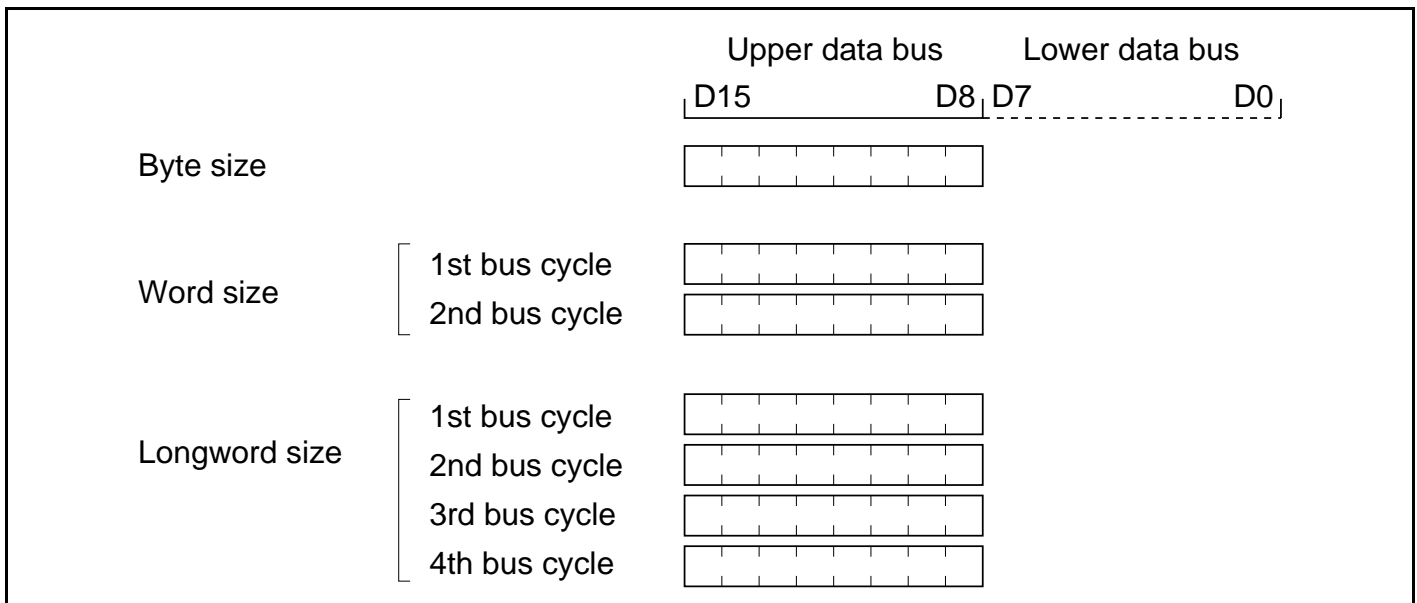 Upper data bus Lower data bus
D15 D8 D7 D0
Byte size
Word size
1st bus cycle
2nd bus cycle
Longword size
1st bus cycle
2nd bus cycle
3rd bus cycle
4th bus cycle